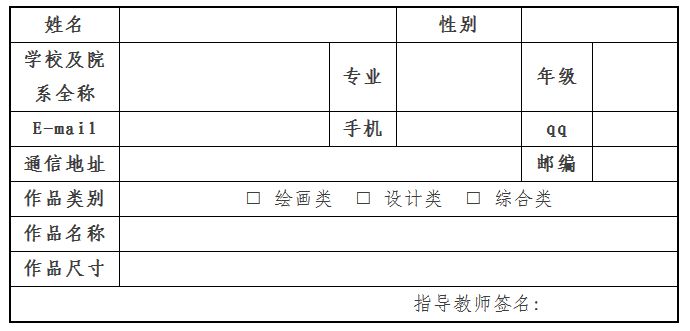 姓名 性别
学校及院系全称 专业 年级
E-mail 手机 qq
通信地址 邮编
作品类别 □ 绘画类 □ 设计类 □ 综合类
作品名称
作品尺寸
指导教师签名: